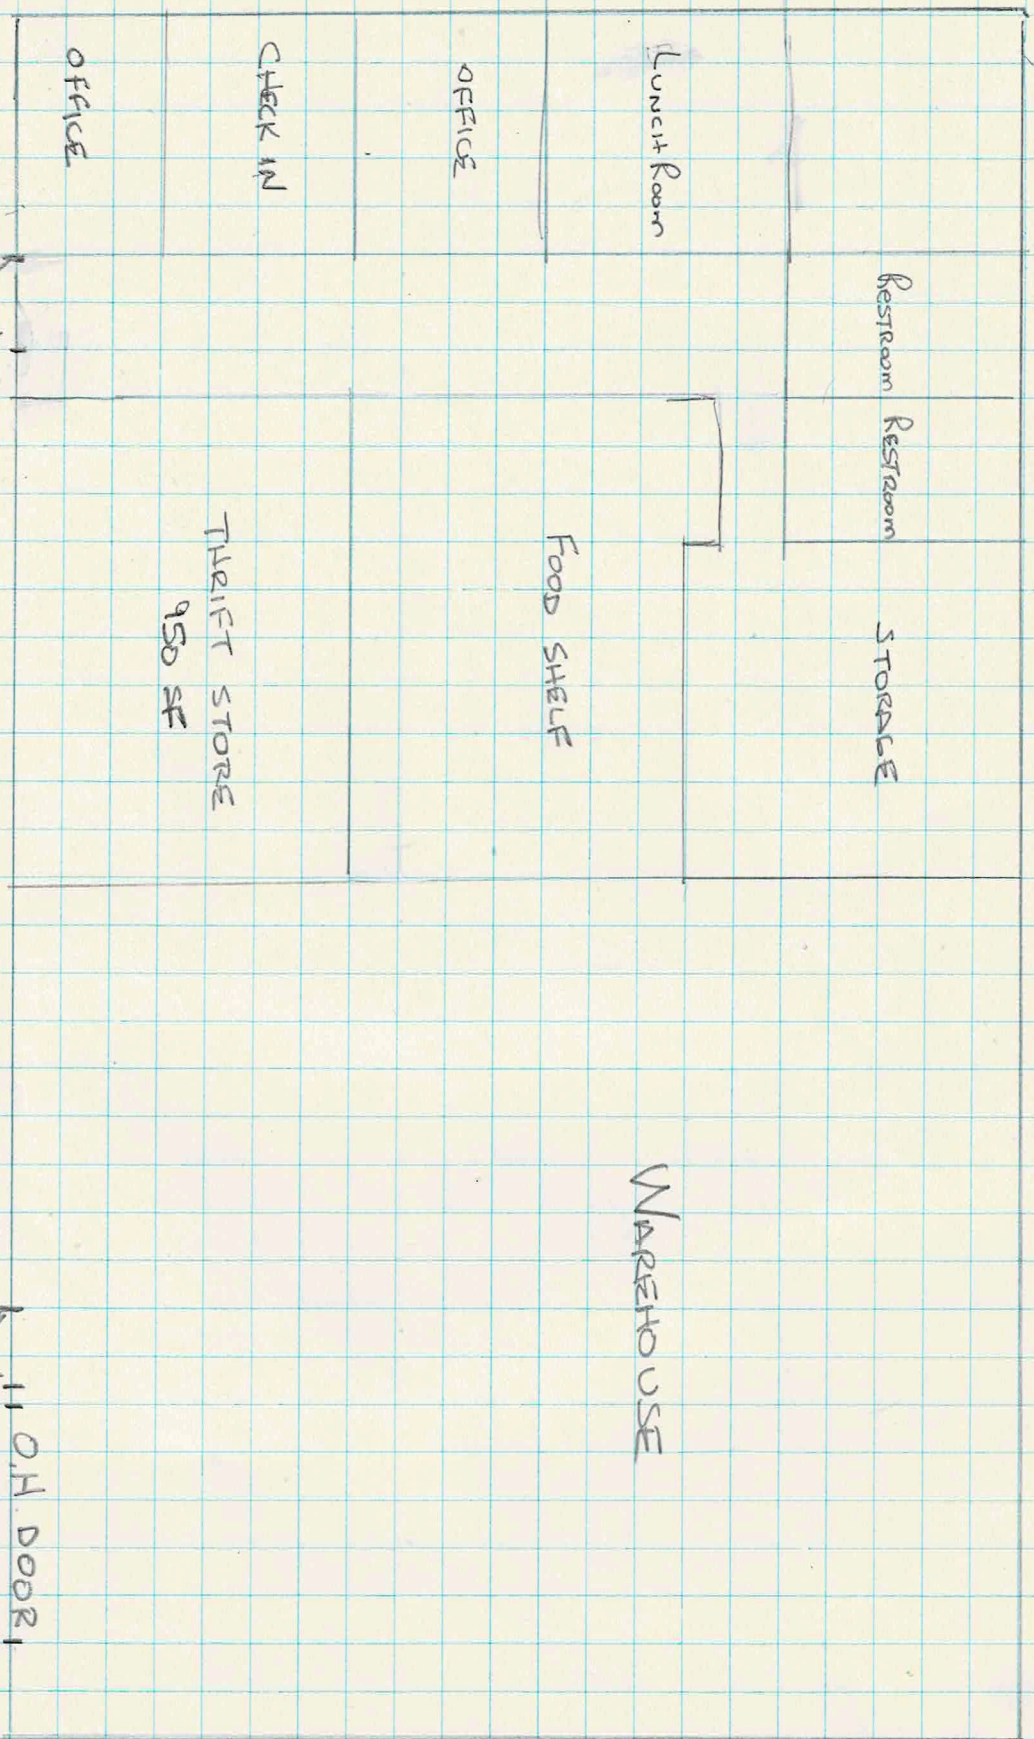 OFFICE
CHECK IN
OFFICE
LUNCH Room
RESTROOM
RESTROOM
STORAGE
FOOD SHELF
THRIFT STORE
950 SF
WAREHOUSE
O.H. DOOR